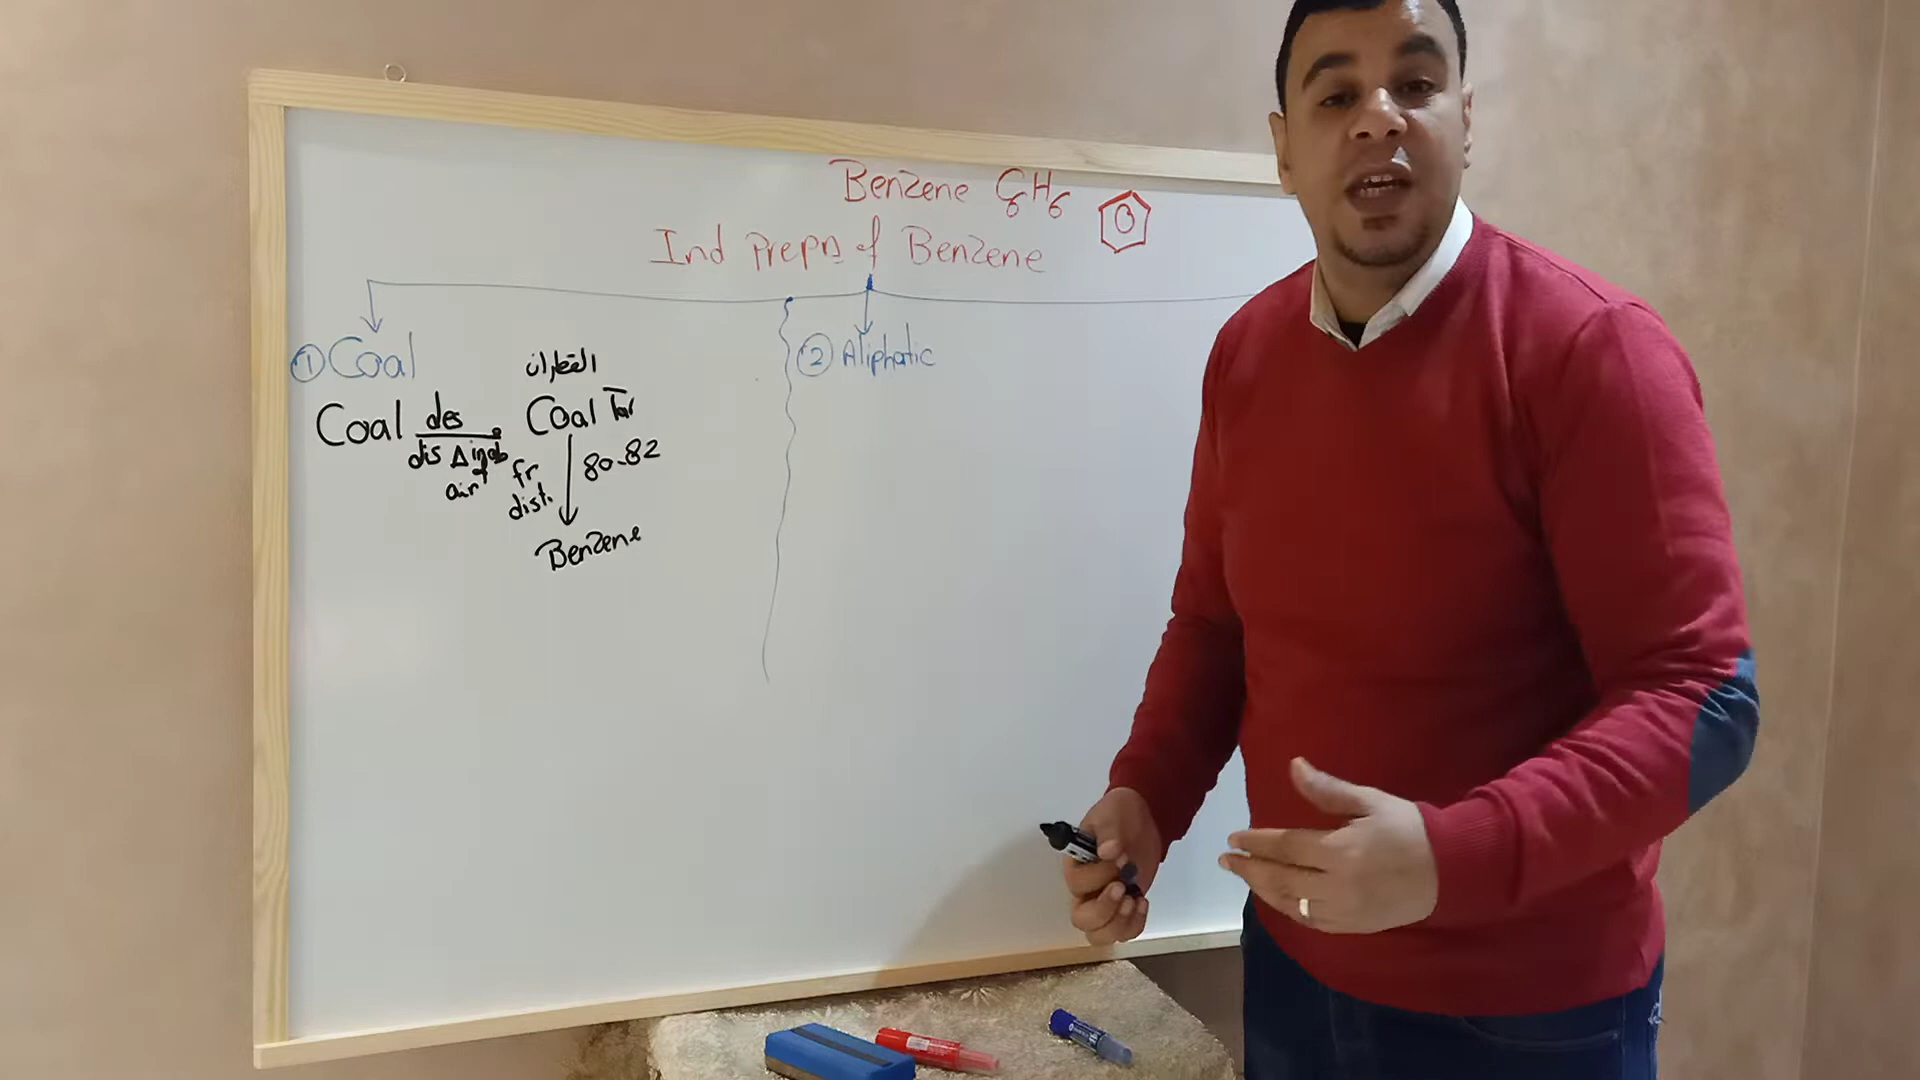 Benzene C6H6
Ind Prepn of Benzene
① Coal
القطران
Coal des dis Δ in ab of air
Coal Tar
fr dist. 80-82
Benzene
② Aliphatic